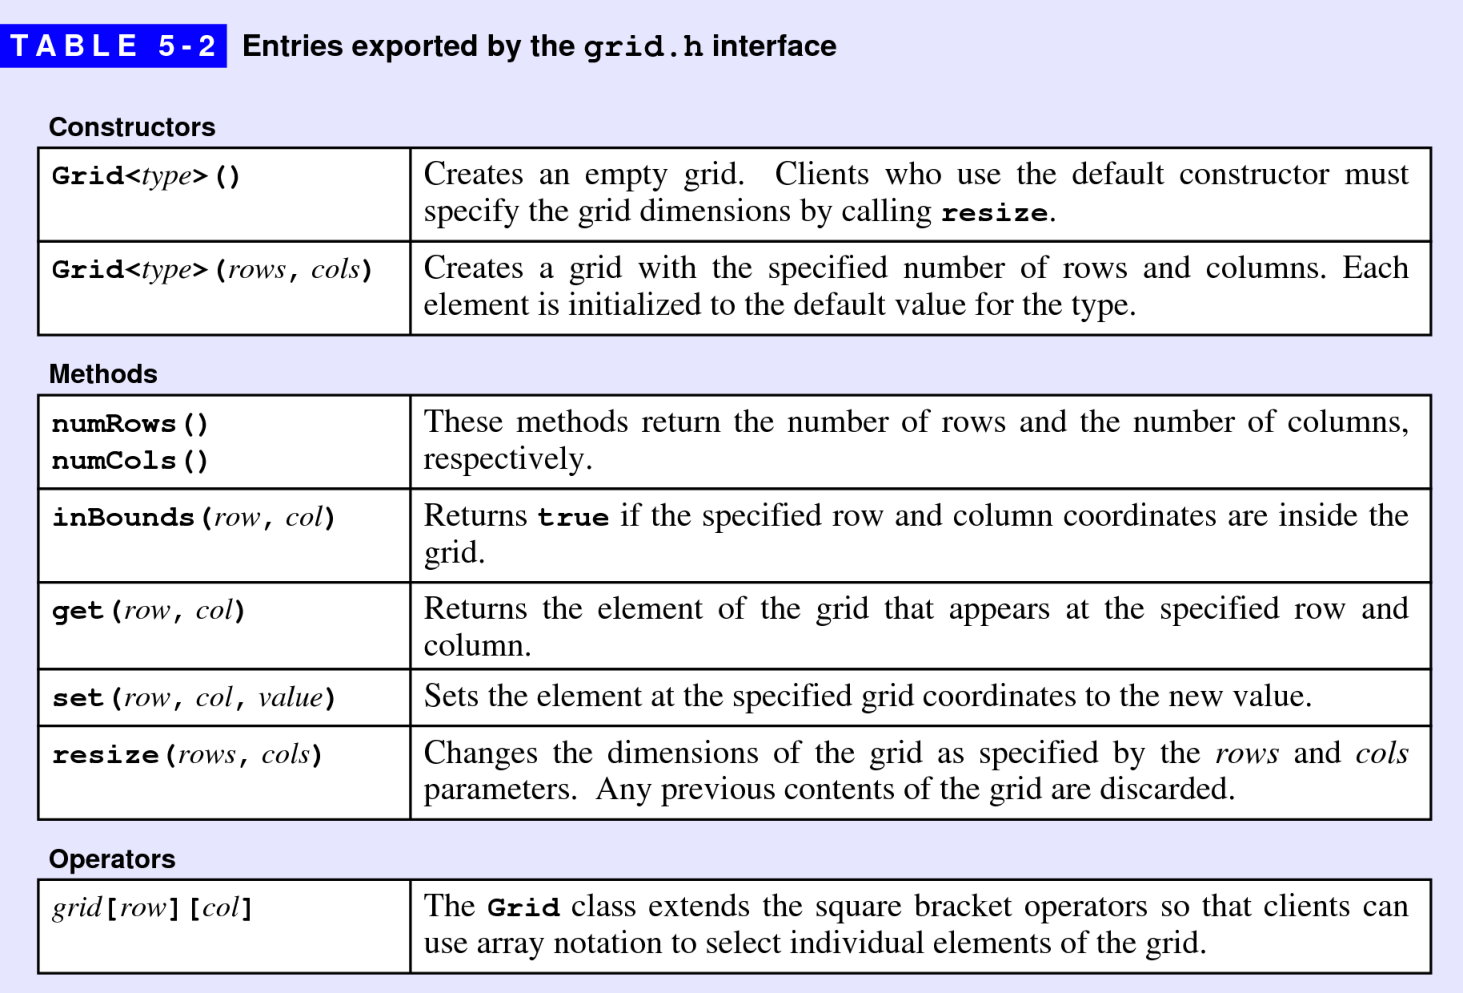 TABLE 5-2 Entries exported by the grid.h interface
Constructors
Grid<type>()
Creates an empty grid. Clients who use the default constructor must
specify the grid dimensions by calling resize.
Grid<type>(rows, cols)
Creates a grid with the specified number of rows and columns. Each
element is initialized to the default value for the type.
Methods
numRows()
numCols()
These methods return the number of rows and the number of columns,
respectively.
inBounds(row, col)
Returns true if the specified row and column coordinates are inside the
grid.
get(row, col)
Returns the element of the grid that appears at the specified row and
column.
set(row, col, value)
Sets the element at the specified grid coordinates to the new value.
resize(rows, cols)
Changes the dimensions of the grid as specified by the rows and cols
parameters. Any previous contents of the grid are discarded.
Operators
grid[row][col]
The Grid class extends the square bracket operators so that clients can
use array notation to select individual elements of the grid.